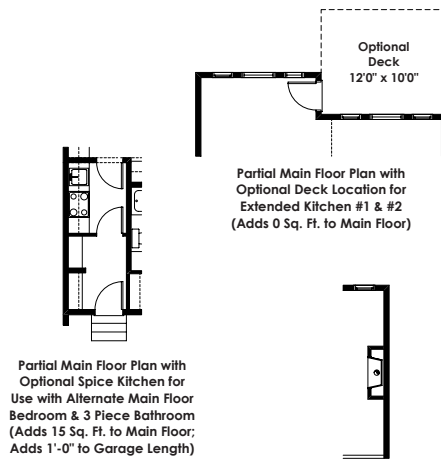 Optional
Deck
12'0" x 10'0"
Partial Main Floor Plan with
Optional Deck Location for
Extended Kitchen #1 & #2
(Adds 0 Sq. Ft. to Main Floor)
Partial Main Floor Plan with
Optional Spice Kitchen for
Use with Alternate Main Floor
Bedroom & 3 Piece Bathroom
(Adds 15 Sq. Ft. to Main Floor;
Adds 1'-0" to Garage Length)